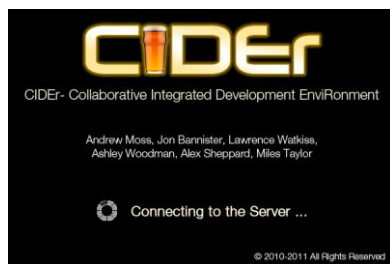 CIDEr
CIDEr- Collaborative Integrated Development EnviRonment
Andrew Moss, Jon Bannister, Lawrence Watkiss,
Ashley Woodman, Alex Sheppard, Miles Taylor
Connecting to the Server ...
© 2010-2011 All Rights Reserved